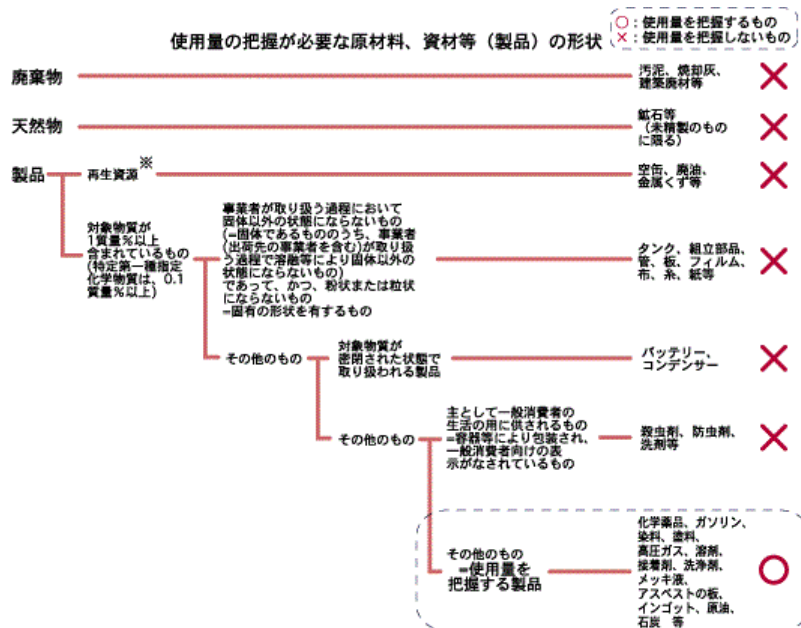 ○：使用量を把握するもの
×：使用量を把握しないもの
使用量の把握が必要な原材料、資材等（製品）の形状
廃棄物
汚泥、焼却灰、
建築廃材等
天然物
鉱石等
（未精製のもの
に限る）
製品
再生資源※
空缶、廃油、
金属くず等
対象物質が
1質量％以上
含まれているもの
(特定第一種指定
化学物質は、0.1
質量％以上)
事業者が取り扱う過程において
固体以外の状態にならないもの
(=固体であるもののうち、事業者
(出荷先の事業者を含む)が取り扱
う過程で溶融等により固体以外の
状態にならないもの)
であって、かつ、粉状または粒状
にならないもの
=固有の形状を有するもの
タンク、組立部品、
管、板、フィルム、
布、糸、紙等
その他のもの
対象物質が
密閉された状態で
取り扱われる製品
バッテリー、
コンデンサー
その他のもの
主として一般消費者の
生活の用に供されるもの
=容器等により包装され、
一般消費者向けの表
示がなされているもの
殺虫剤、防虫剤、
洗剤等
その他のもの
=使用量を
把握する製品
化学薬品、ガソリン、
染料、塗料、
高圧ガス、溶剤、
接着剤、洗浄剤、
メッキ液、
アスベストの板、
インゴット、原油、
石炭 等